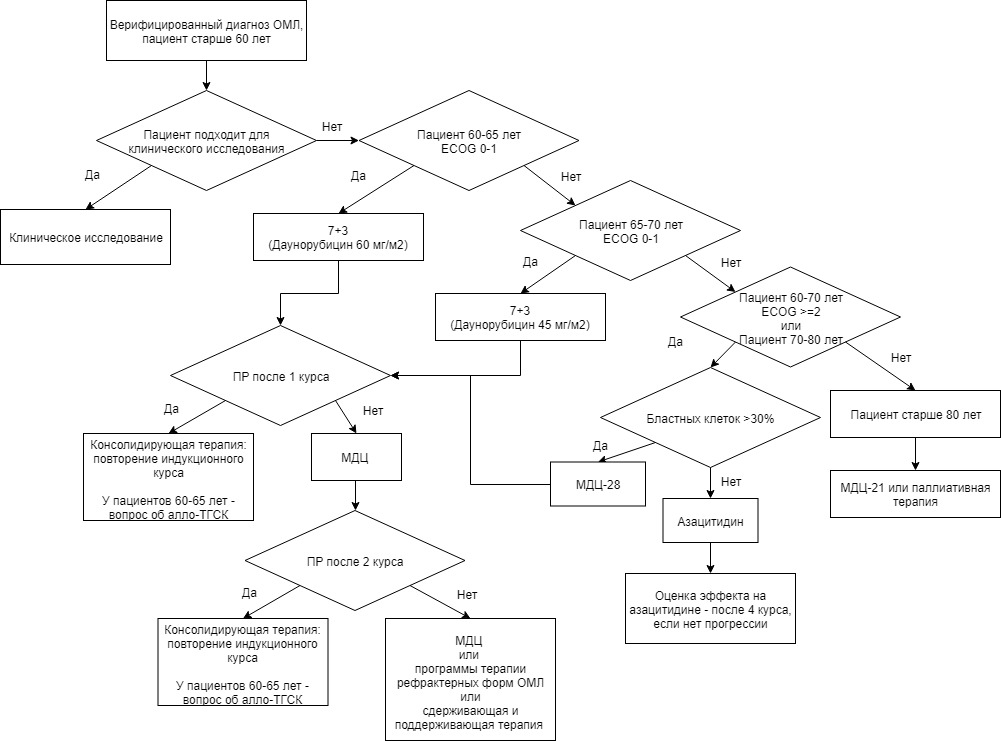 Верифицированный диагноз ОМЛ,
пациент старше 60 лет
Пациент подходит для
клинического исследования
Нет
Да
Клиническое исследование
Пациент 60-65 лет
ECOG 0-1
Да
Нет
7+3
(Даунорубицин 60 мг/м2)
Пациент 65-70 лет
ECOG 0-1
Да
Нет
7+3
(Даунорубицин 45 мг/м2)
Пациент 60-70 лет
ECOG >=2
или
Пациент 70-80 лет
Да
Нет
ПР после 1 курса
Да
Нет
Бластных клеток >30%
Да
Нет
Пациент старше 80 лет
Консолидирующая терапия:
повторение индукционного
курса
У пациентов 60-65 лет -
вопрос об алло-ТГСК
МДЦ
МДЦ-28
Азацитидин
МДЦ-21 или паллиативная
терапия
ПР после 2 курса
Да
Нет
Оценка эффекта на
азацитидине - после 4 курса,
если нет прогрессии
Консолидирующая терапия:
повторение индукционного
курса
У пациентов 60-65 лет -
вопрос об алло-ТГСК
МДЦ
или
программы терапии
рефрактерных форм ОМЛ
или
сдерживающая и
поддерживающая терапия